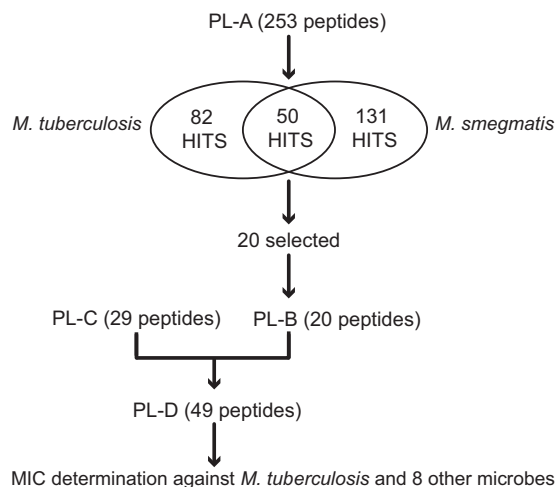 PL-A (253 peptides)
M. tuberculosis
82
HITS
50
HITS
131
HITS
M. smegmatis
20 selected
PL-C (29 peptides)
PL-B (20 peptides)
PL-D (49 peptides)
MIC determination against M. tuberculosis and 8 other microbes